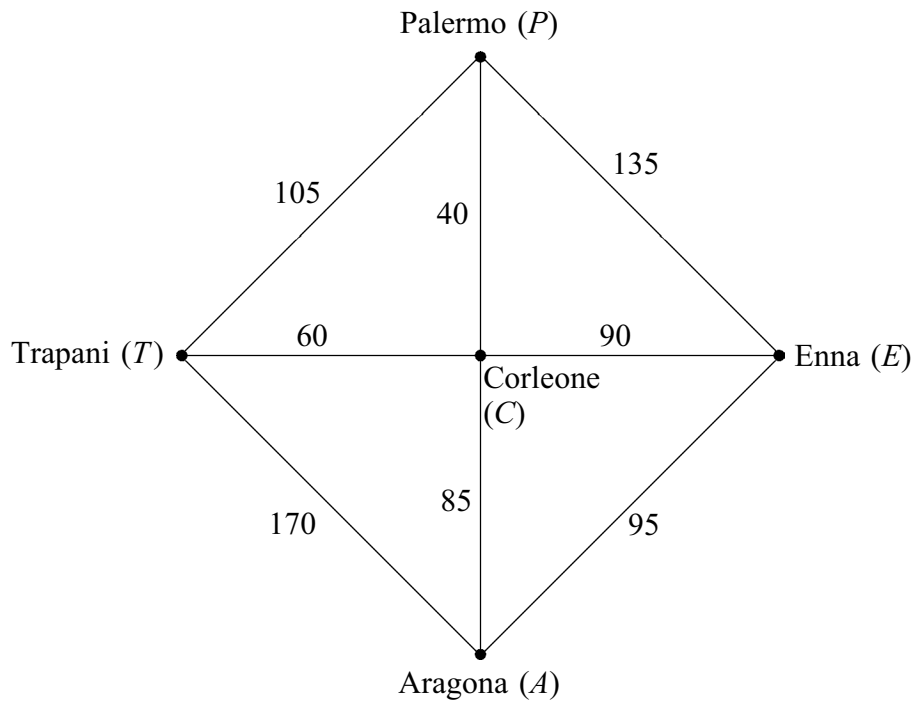 Palermo (P)
105
135
40
Trapani (T)
60
90
Enna (E)
Corleone
(C)
170
85
95
Aragona (A)